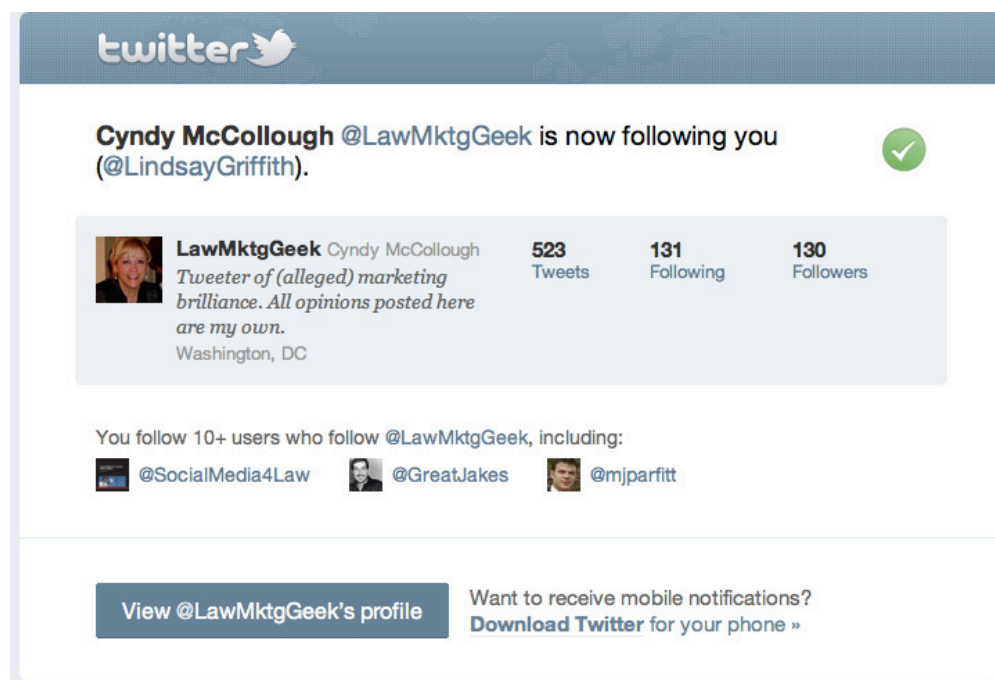 twitter
Cyndy McCollough @LawMktgGeek is now following you
(@LindsayGriffith).
LawMktgGeek Cyndy McCollough
Tweeter of (alleged) marketing
brilliance. All opinions posted here
are my own.
Washington, DC
523
Tweets
131
Following
130
Followers
You follow 10+ users who follow @LawMktgGeek, including:
@SocialMedia4Law
@GreatJakes
@mjparfitt
View @LawMktgGeek's profile
Want to receive mobile notifications?
Download Twitter for your phone »